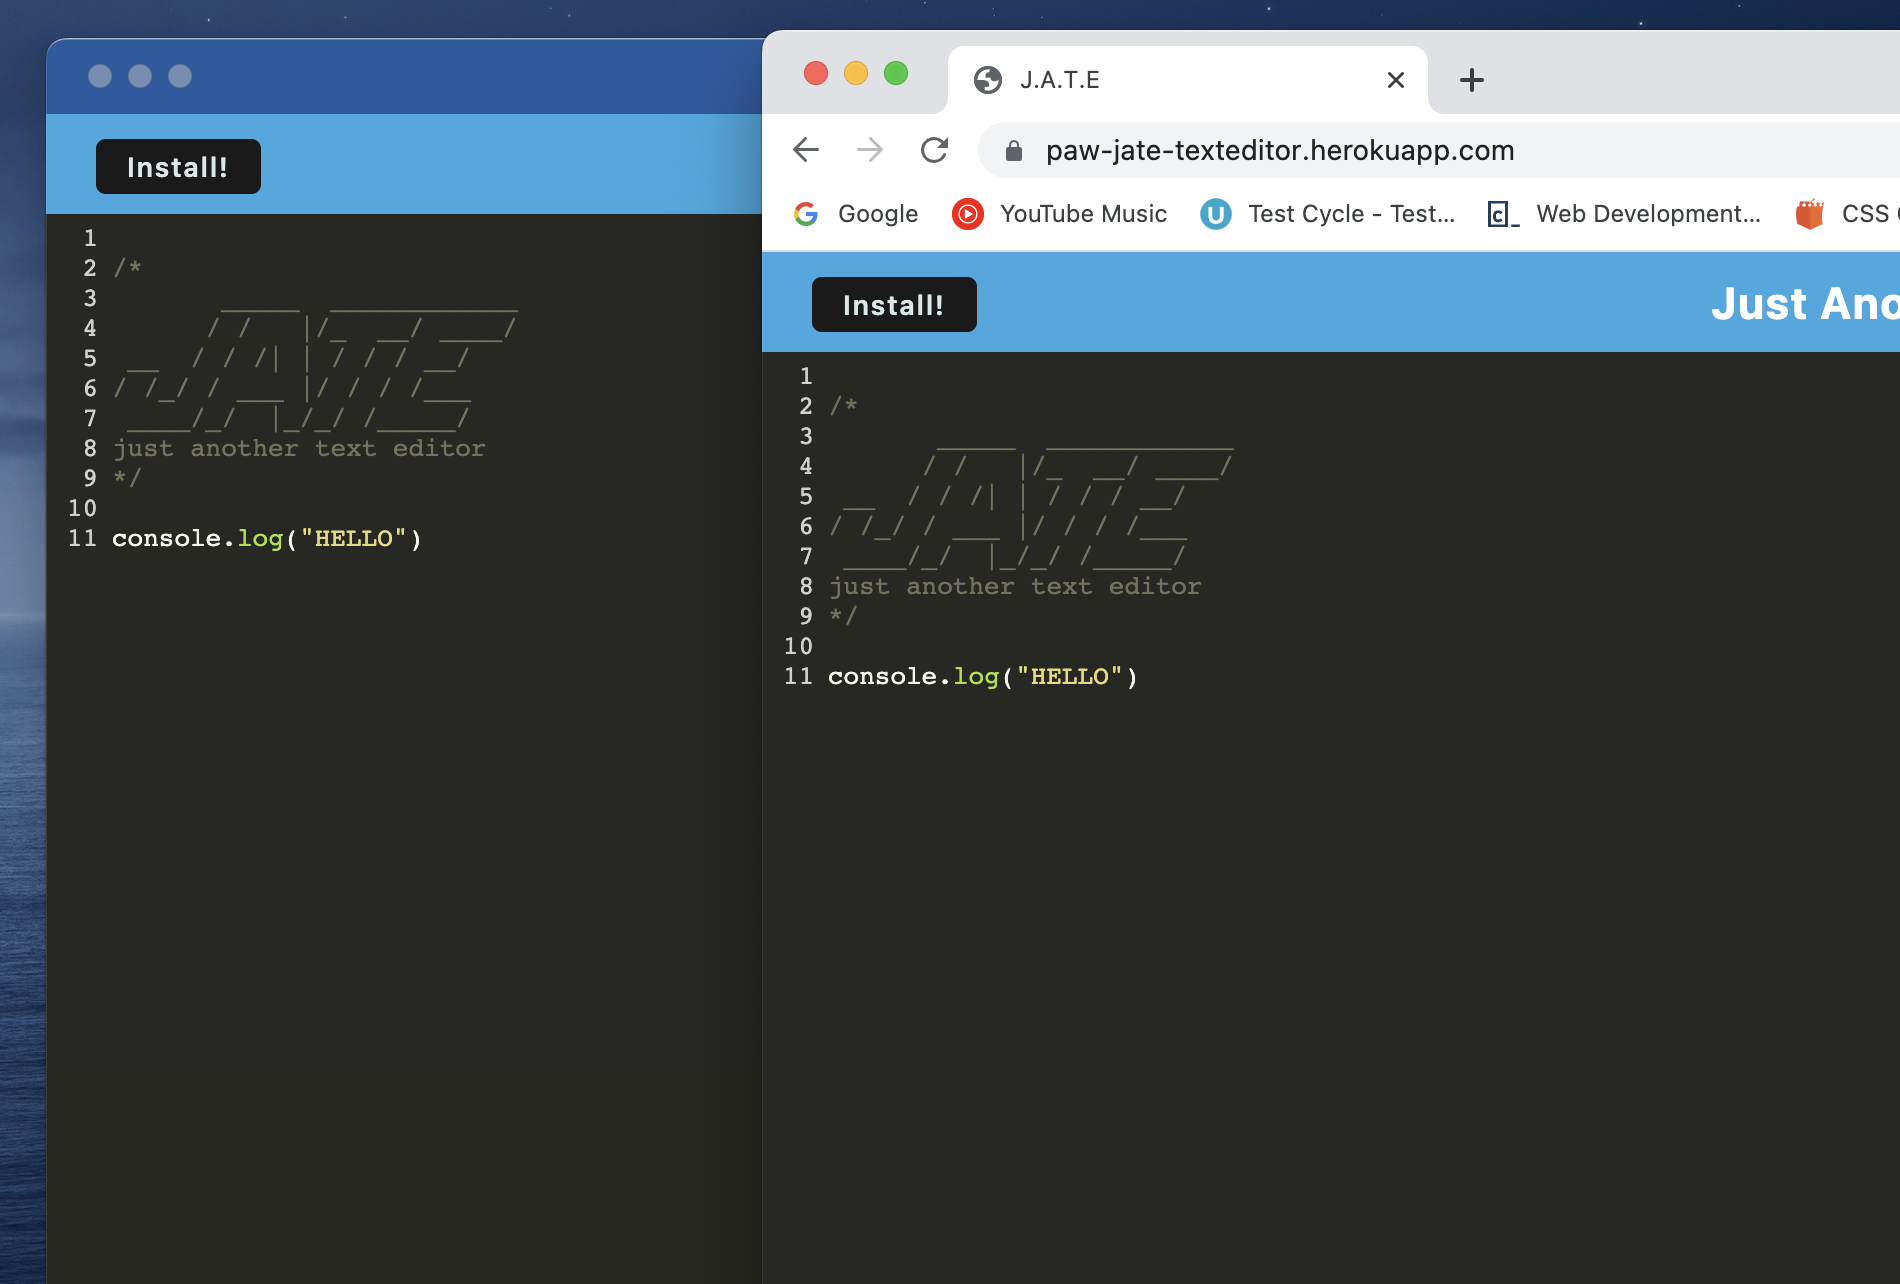 Install!
1
2 /*
3        _____  ____________
4       / /   |/_  __/ ____/
5  __  / / /| | / / / __/
6 / /_/ / ___ |/ / / /___
7  ____/_/  |_/_/ /_____/
8 just another text editor
9 */
10
11 console.log("HELLO")
J.A.T.E
paw-jate-texteditor.herokuapp.com
Google YouTube Music Test Cycle - Test... Web Development... CSS
Install! Just Ano
1
2 /*
3        _____  ____________
4       / /   |/_  __/ ____/
5  __  / / /| | / / / __/
6 / /_/ / ___ |/ / / /___
7  ____/_/  |_/_/ /_____/
8 just another text editor
9 */
10
11 console.log("HELLO")